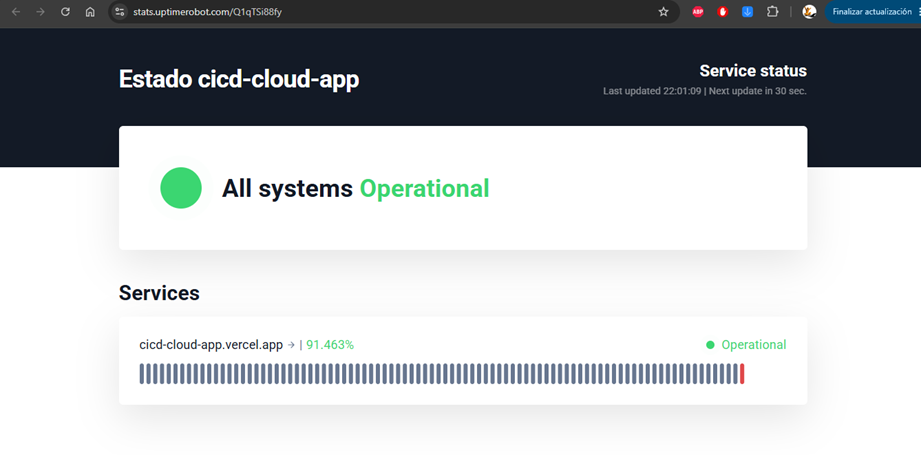 stats.uptimerobot.com/Q1qTSi88fy
ABP
Finalizar actualización
Estado cicd-cloud-app
Service status
Last updated 22:01:09 | Next update in 30 sec.
All systems Operational
Services
cicd-cloud-app.vercel.app → | 91.463%
Operational